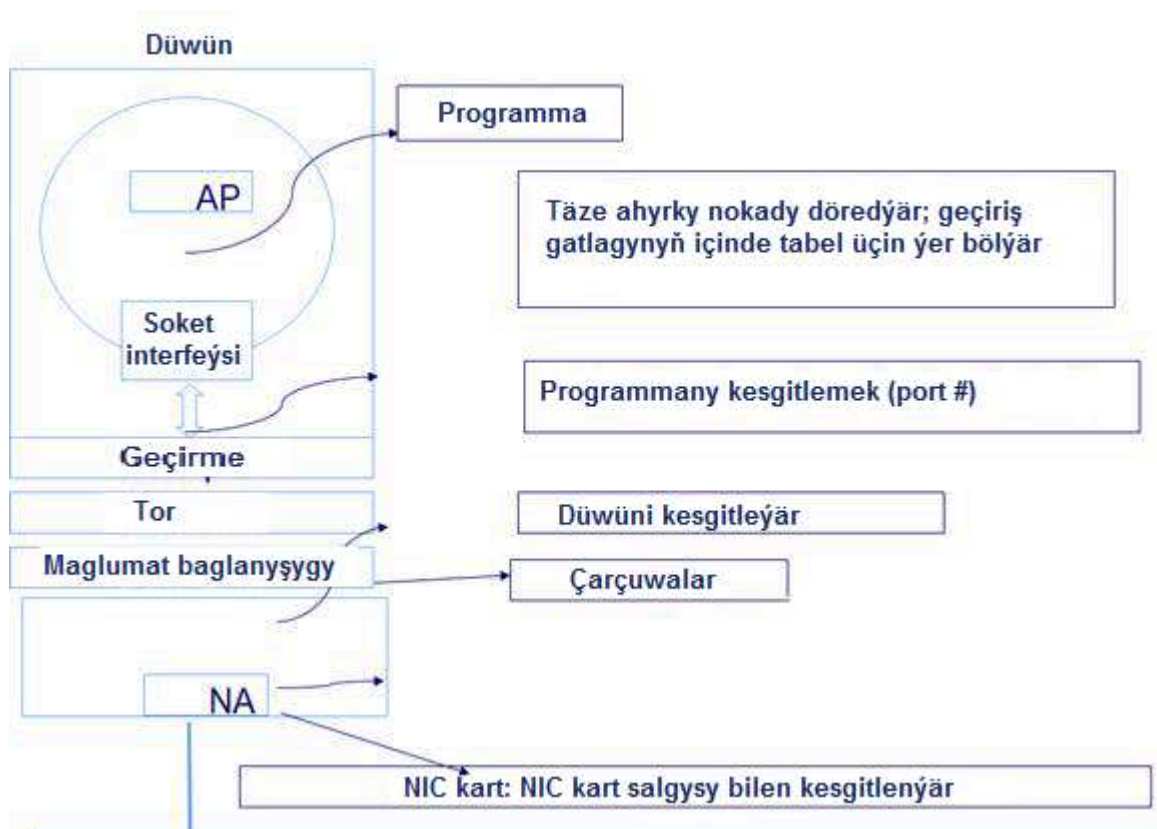 Düwün
Programma
AP
Täze ahyrky nokady döredýär; geçiriş
gatlagynyň içinde tabel üçin ýer bölýär
Soket
interfeýsi
Programmany kesgitlemek (port #)
Geçirme
Tor
Düwüni kesgitleýär
Maglumat baglanyşygy
Çarçuwalar
NA
NIC kart: NIC kart salgysy bilen kesgitlenýär